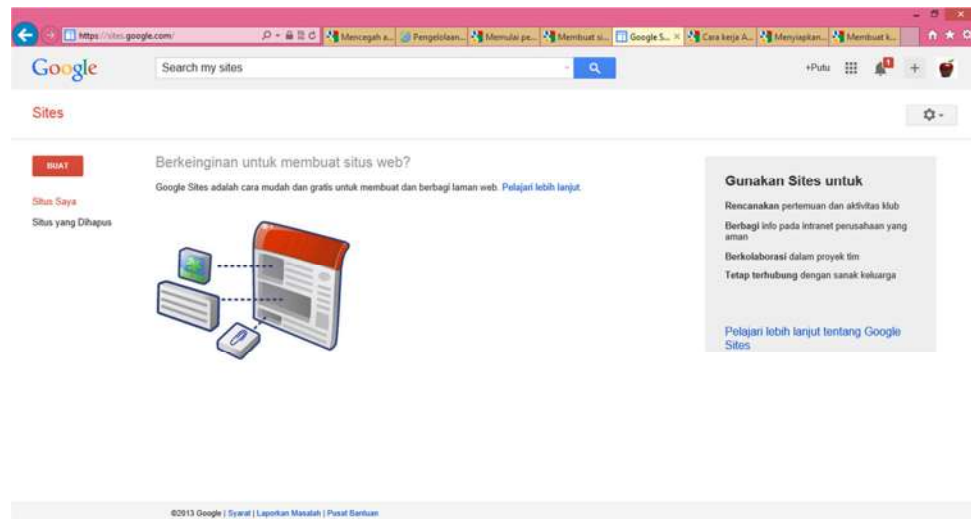 https://sites.google.com/
Mencegah a...
Pengelolaan...
Memulai pe...
Membuat si...
Google S...
Cara kerja A...
Menyiapkan...
Membuat k...
Google
Search my sites
+Putu
1
Sites
BUAT
Situs Saya
Situs yang Dihapus
Berkeinginan untuk membuat situs web?
Google Sites adalah cara mudah dan gratis untuk membuat dan berbagi laman web. Pelajari lebih lanjut.
Gunakan Sites untuk
Rencanakan pertemuan dan aktivitas klub
Berbagi info pada intranet perusahaan yang
aman
Berkolaborasi dalam proyek tim
Tetap terhubung dengan sanak keluarga
Pelajari lebih lanjut tentang Google
Sites
©2013 Google | Syarat | Laporkan Masalah | Pusat Bantuan